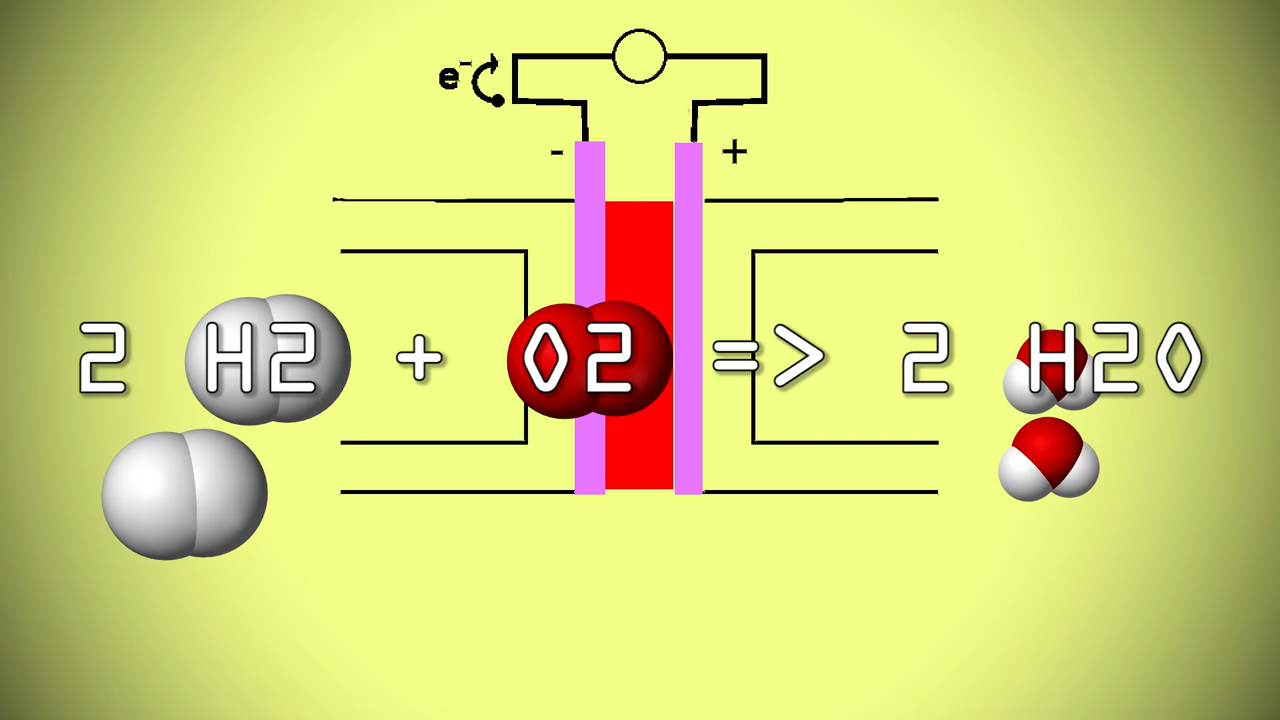 e⁻
- +
2 H2 + O2 => 2 H2O